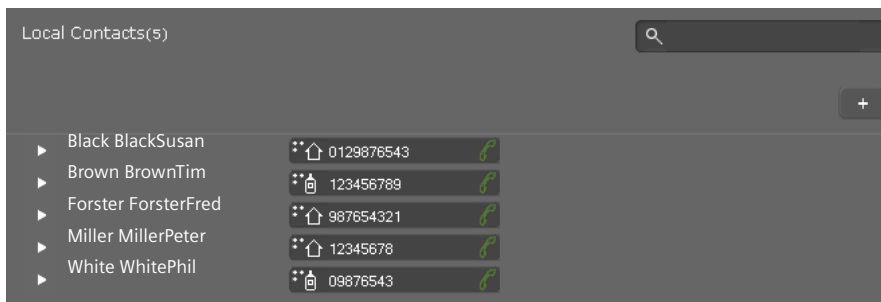 Local Contacts(5)
+
Black BlackSusan 0129876543
Brown BrownTim 123456789
Forster ForsterFred 987654321
Miller MillerPeter 12345678
White WhitePhil 09876543